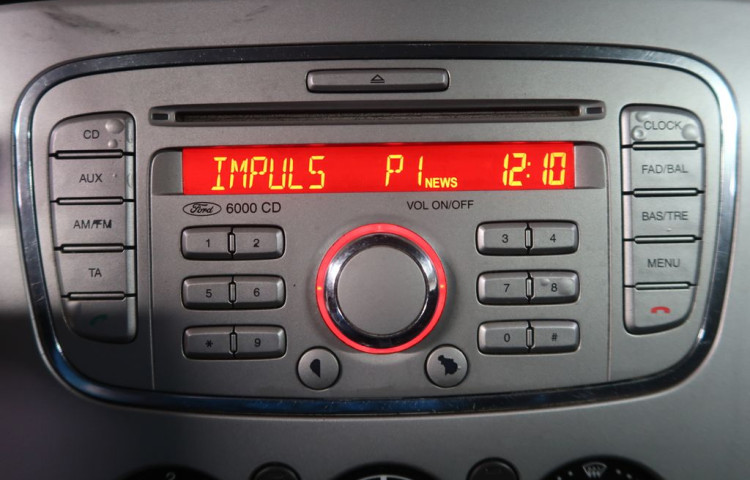 CD
AUX
AM/FM
TA
IMPULS P1 NEWS 12:10
Ford 6000 CD VOL ON/OFF
1 2
5 6
* 9
3 4
7 8
0 #
CLOCK
FAD/BAL
BAS/TRE
MENU
2